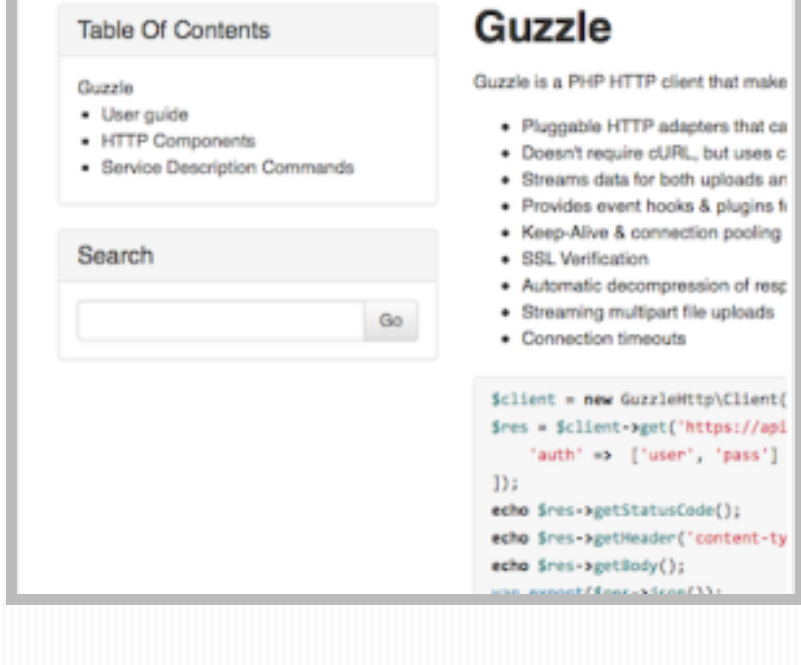 Table Of Contents
Guzzle
User guide
HTTP Components
Service Description Commands
Search
Go
Guzzle
Guzzle is a PHP HTTP client that make
Pluggable HTTP adapters that ca
Doesn't require cURL, but uses c
Streams data for both uploads an
Provides event hooks & plugins f
Keep-Alive & connection pooling
SSL Verification
Automatic decompression of resp
Streaming multipart file uploads
Connection timeouts
$client = new GuzzleHttp\Client(
$res = $client->get('https://api
'auth' => ['user', 'pass']
]);
echo $res->getStatusCode();
echo $res->getHeader('content-ty
echo $res->getBody();
var_export($res->json());